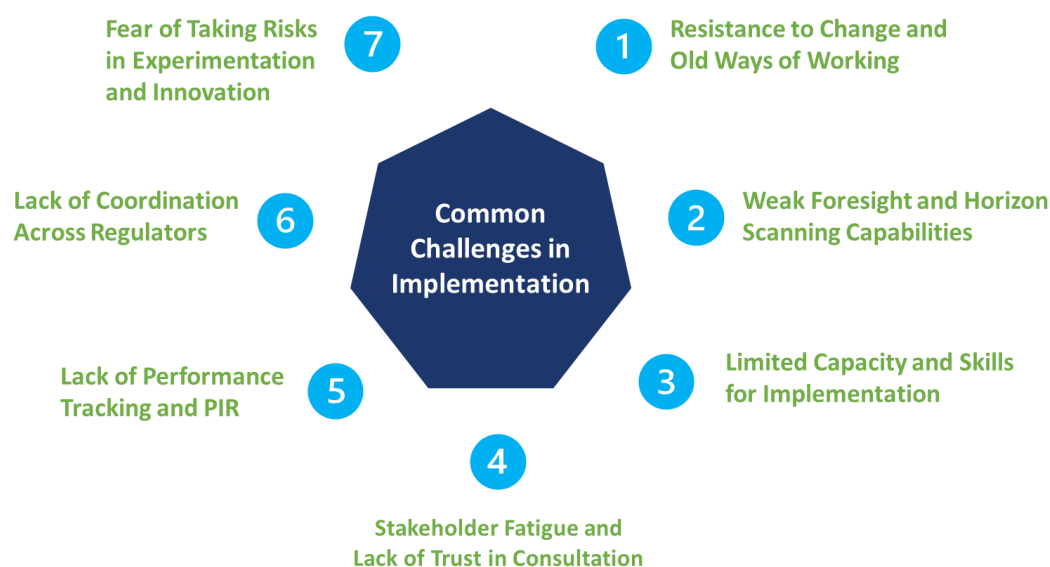 Common
Challenges in
Implementation
1
Resistance to Change and
Old Ways of Working
2
Weak Foresight and Horizon
Scanning Capabilities
3
Limited Capacity and Skills
for Implementation
4
Stakeholder Fatigue and
Lack of Trust in Consultation
5
Lack of Performance
Tracking and PIR
6
Lack of Coordination
Across Regulators
7
Fear of Taking Risks
in Experimentation
and Innovation